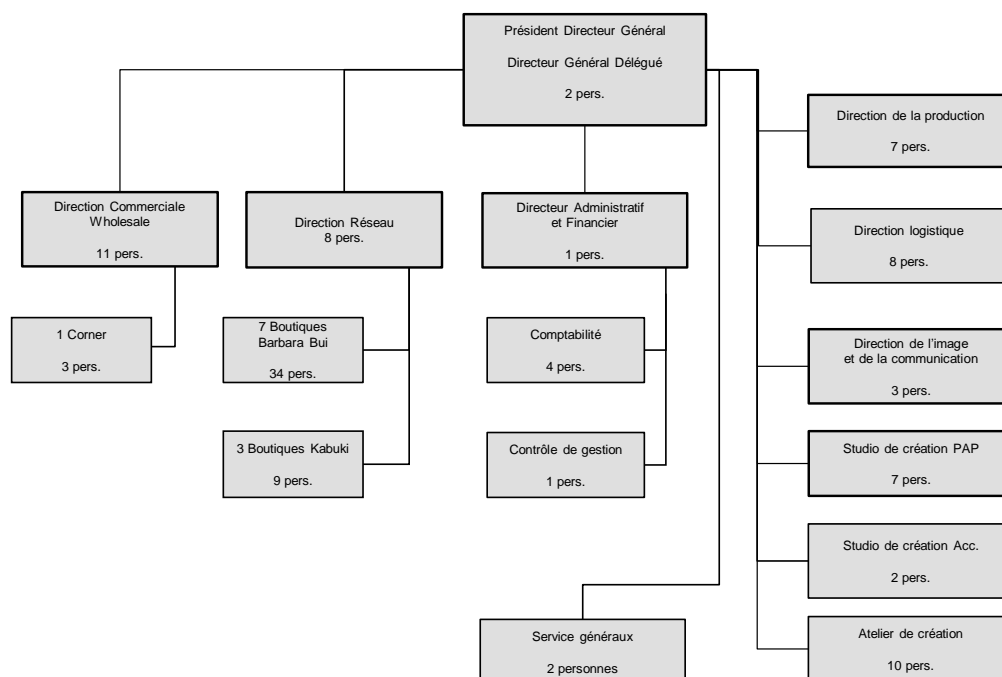 Président Directeur Général
Directeur Général Délégué
2 pers.
Direction Commerciale
Wholesale
11 pers.
Direction Réseau
8 pers.
Directeur Administratif
et Financier
1 pers.
1 Corner
3 pers.
7 Boutiques
Barbara Bui
34 pers.
3 Boutiques Kabuki
9 pers.
Comptabilité
4 pers.
Contrôle de gestion
1 pers.
Service généraux
2 personnes
Direction de la production
7 pers.
Direction logistique
8 pers.
Direction de l'image
et de la communication
3 pers.
Studio de création PAP
7 pers.
Studio de création Acc.
2 pers.
Atelier de création
10 pers.